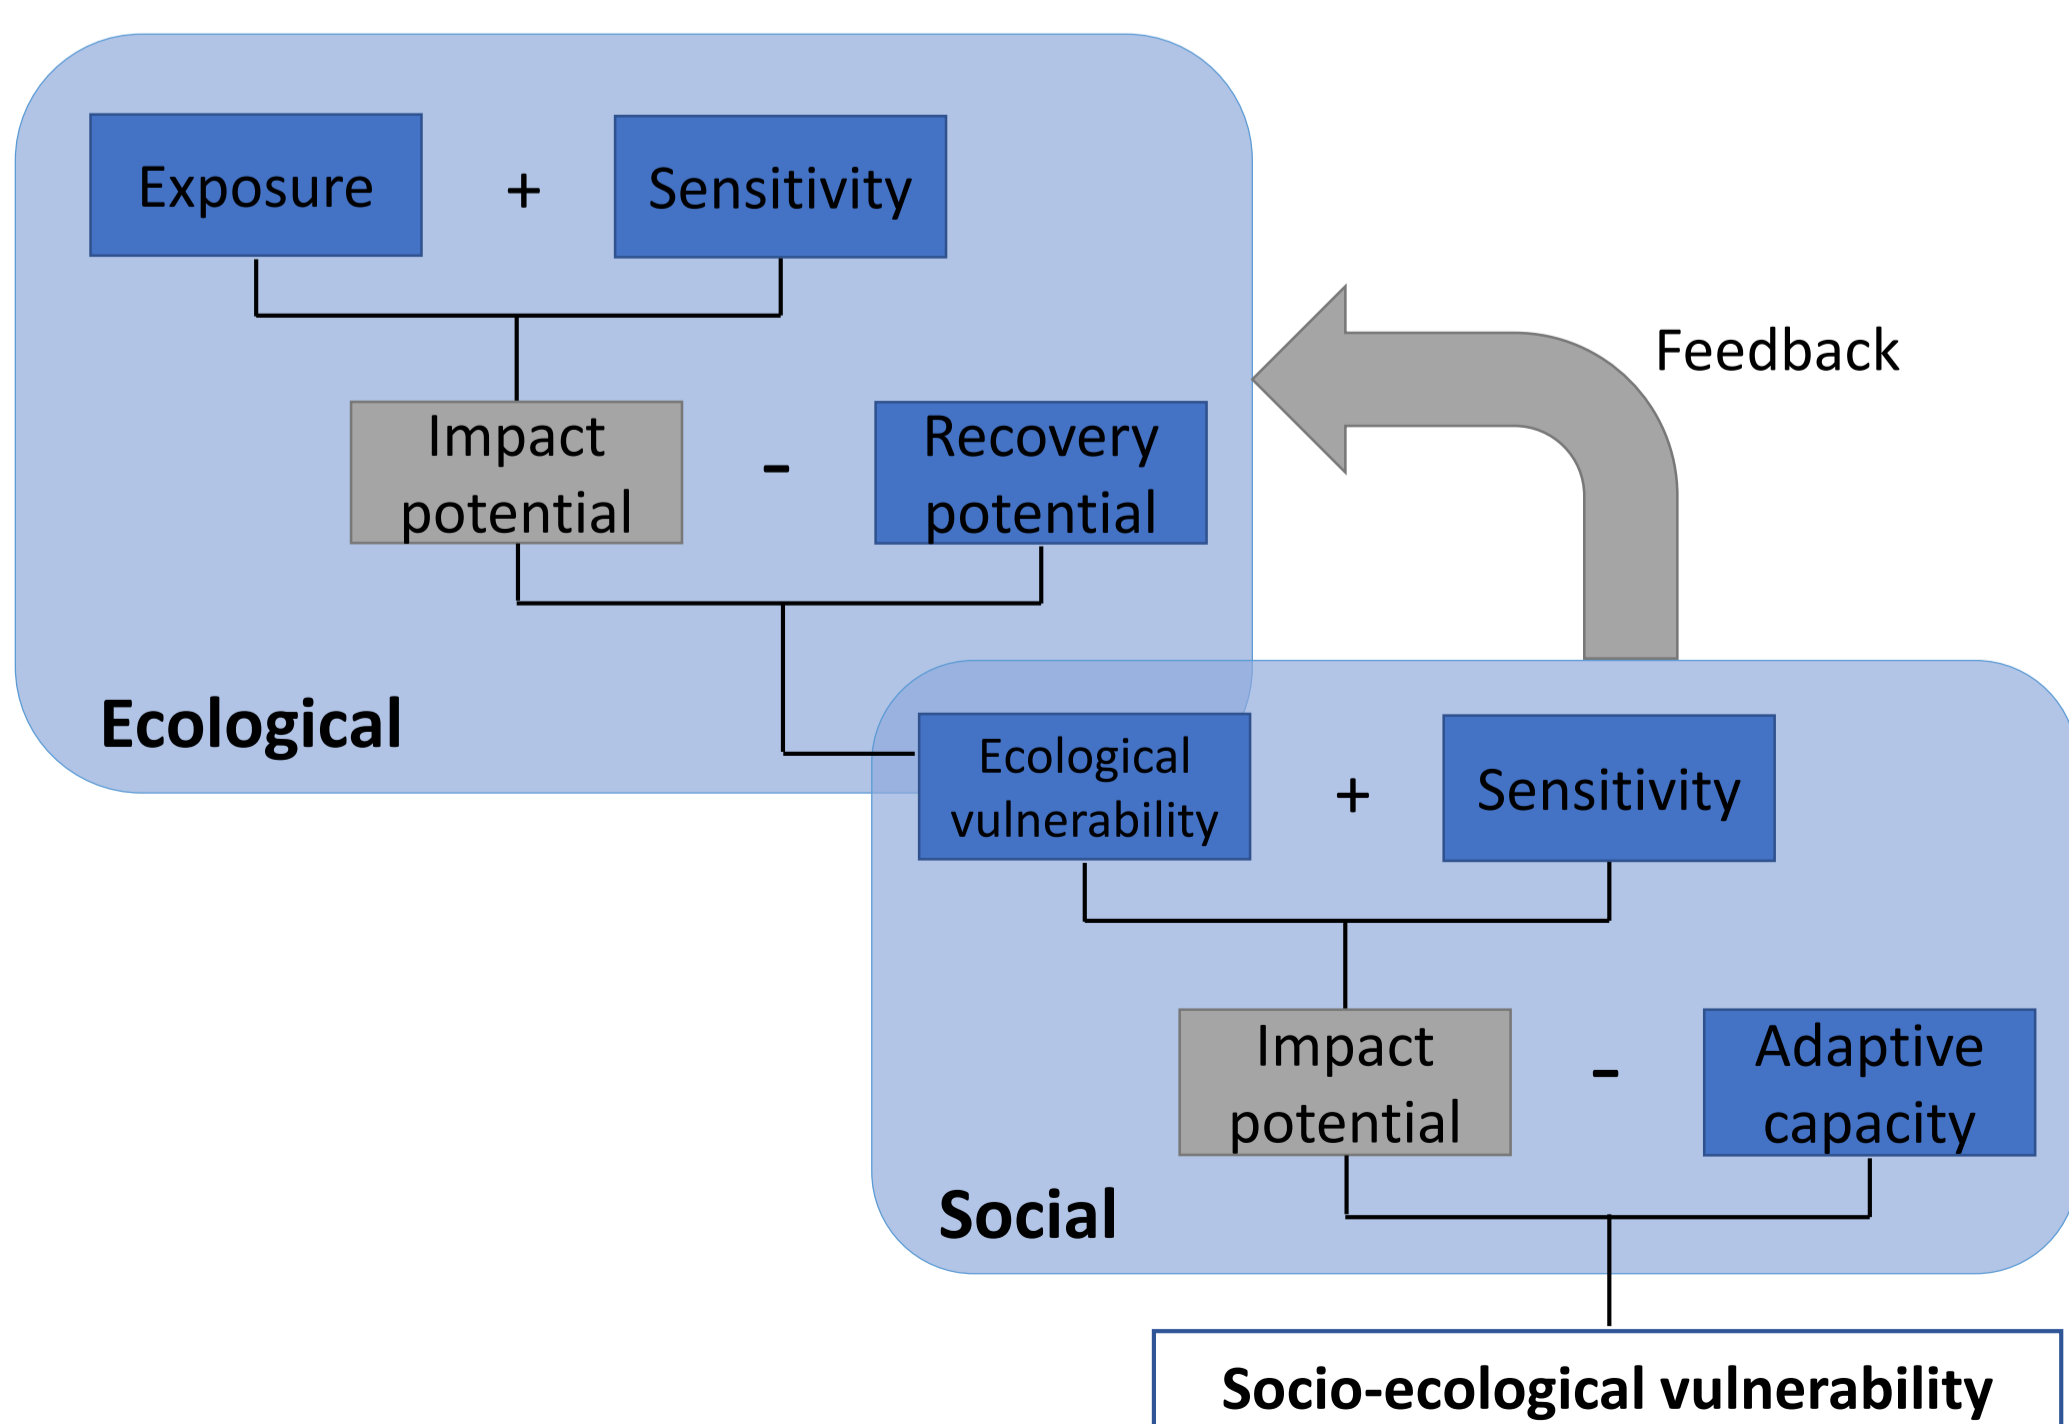 Exposure + Sensitivity
Feedback
Impact
potential
-
Recovery
potential
Ecological
Ecological
vulnerability
+
Sensitivity
Impact
potential
-
Adaptive
capacity
Social
Socio-ecological vulnerability